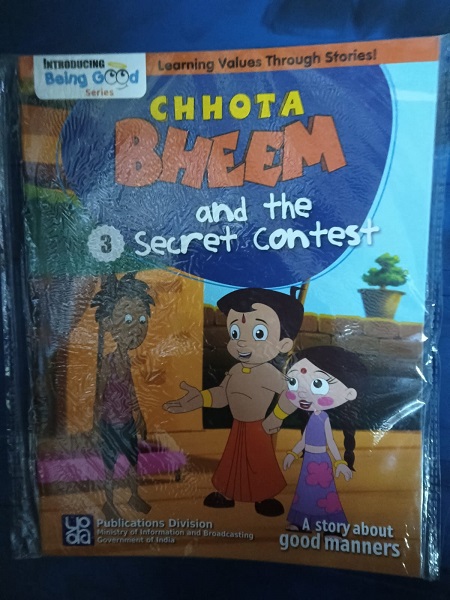 INTRODUCING
Being Good
Series
Learning Values Through Stories!
CHHOTA
BHEEM
and the
3 Secret Contest
Publications Division
Ministry of Information and Broadcasting
Government of India
A story about
good manners